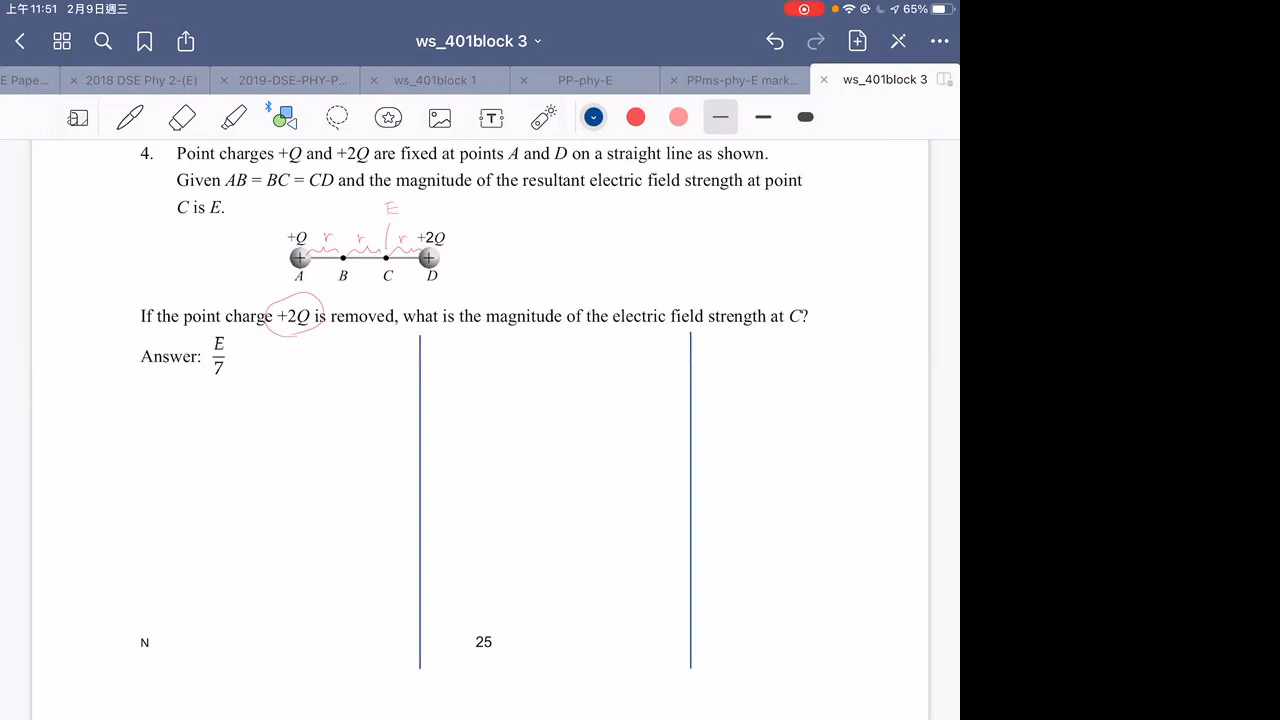 上午11:51 2月9日週三
65%
ws_401block 3
E Pape...
2018 DSE Phy 2-(E)
2019-DSE-PHY-P...
ws_401block 1
PP-phy-E
PPms-phy-E mark...
ws_401block 3
4. Point charges +Q and +2Q are fixed at points A and D on a straight line as shown.
Given AB = BC = CD and the magnitude of the resultant electric field strength at point
C is E.
E
+Q r r r +2Q
A B C D
If the point charge +2Q is removed, what is the magnitude of the electric field strength at C?
Answer: E/7
N 25